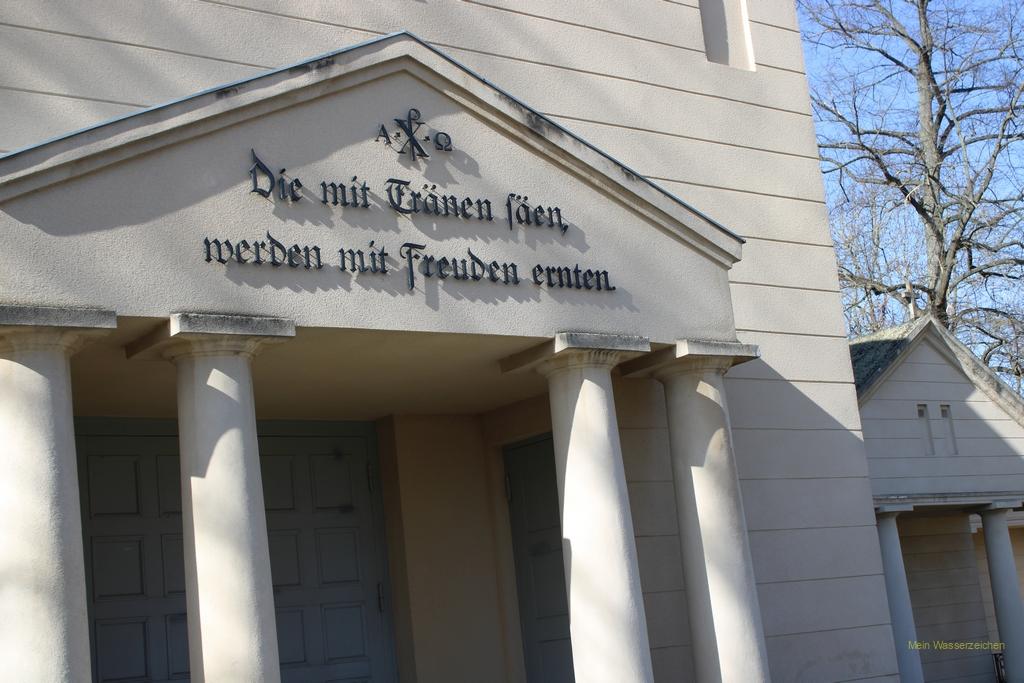 A ☧ Ω
Die mit Tränen säen,
werden mit Freuden ernten.
Mein Wasserzeichen